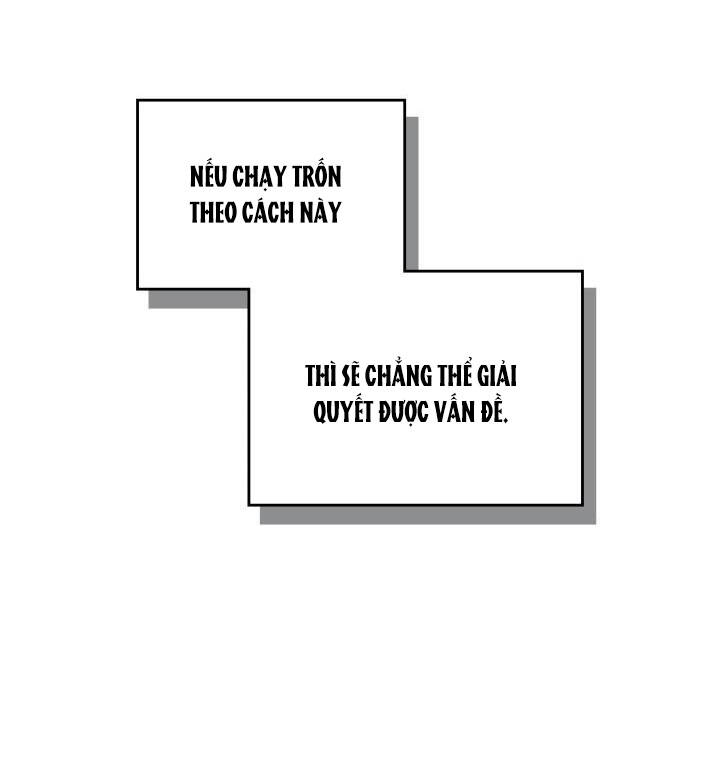 NẾU CHẠY TRỐN
THEO CÁCH NÀY
THÌ SẼ CHẲNG THỂ GIẢI
QUYẾT ĐƯỢC VẤN ĐỀ.